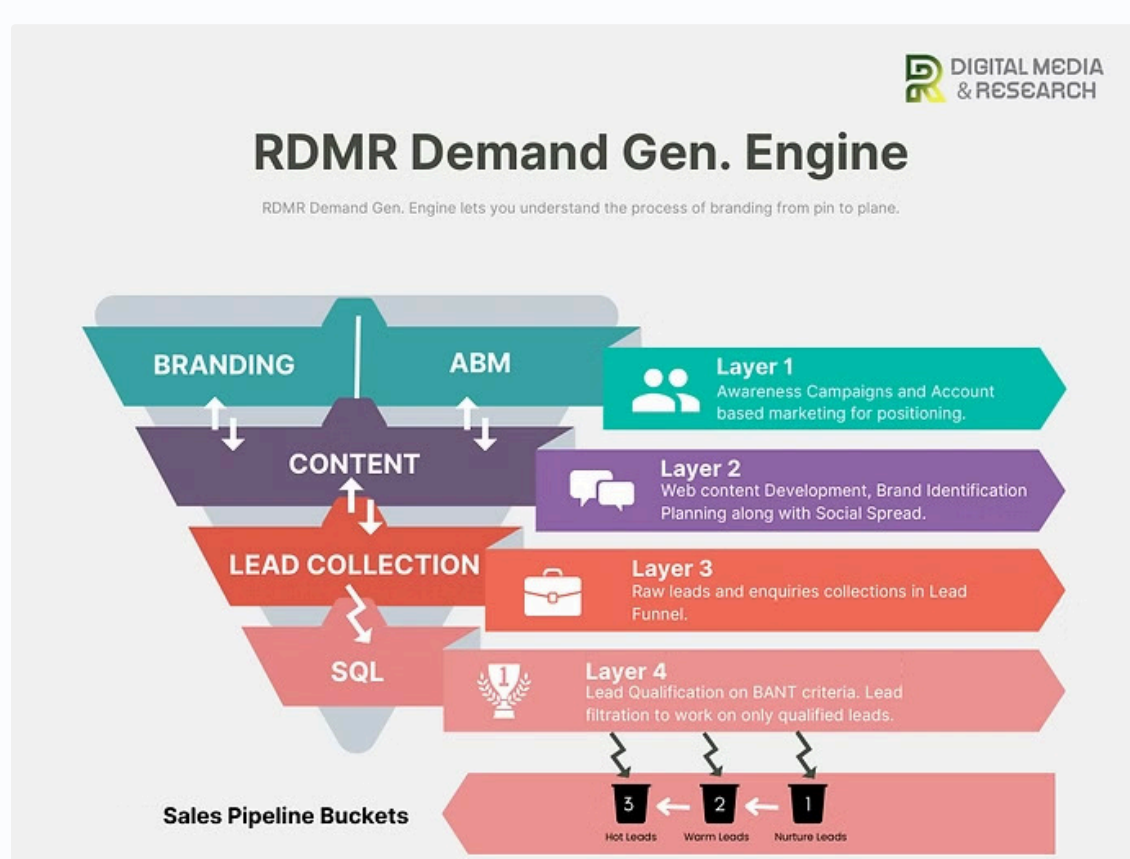 DIGITAL MEDIA
& RESEARCH
RDMR Demand Gen. Engine
RDMR Demand Gen. Engine lets you understand the process of branding from pin to plane.
BRANDING
ABM
Layer 1
Awareness Campaigns and Account
based marketing for positioning.
CONTENT
Layer 2
Web content Development, Brand Identification
Planning along with Social Spread.
LEAD COLLECTION
Layer 3
Raw leads and enquiries collections in Lead
Funnel.
SQL
1
Layer 4
Lead Qualification on BANT criteria. Lead
filtration to work on only qualified leads.
Sales Pipeline Buckets
3
2
1
Hot Leads
Warm Leads
Nurture Leads